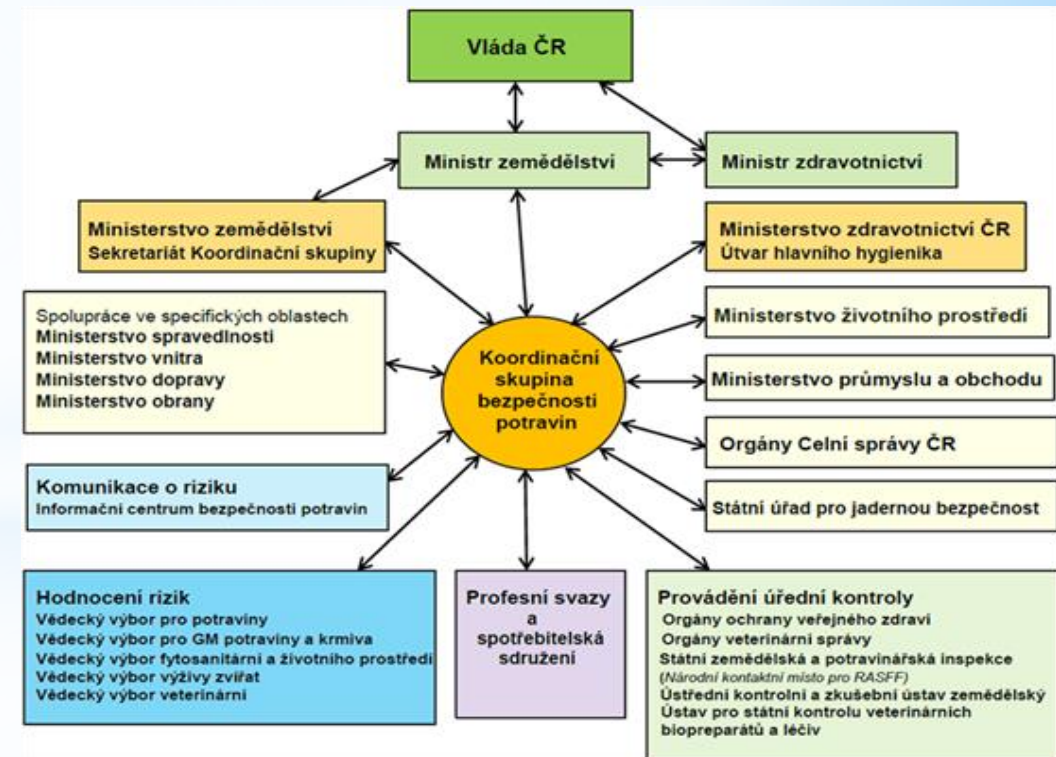 Vláda ČR
Ministr zemědělství
Ministr zdravotnictví
Ministerstvo zemědělství
Sekretariát Koordinační skupiny
Ministerstvo zdravotnictví ČR
Útvar hlavního hygienika
Spolupráce ve specifických oblastech
Ministerstvo spravedlnosti
Ministerstvo vnitra
Ministerstvo dopravy
Ministerstvo obrany
Koordinační
skupina
bezpečnosti
potravin
Ministerstvo životního prostředí
Ministerstvo průmyslu a obchodu
Orgány Celní správy ČR
Státní úřad pro jadernou bezpečnost
Komunikace o riziku
Informační centrum bezpečnosti potravin
Hodnocení rizik
Vědecký výbor pro potraviny
Vědecký výbor pro GM potraviny a krmiva
Vědecký výbor fytosanitární a životního prostředí
Vědecký výbor výživy zvířat
Vědecký výbor veterinární
Profesní svazy
a
spotřebitelská
sdružení
Provádění úřední kontroly
Orgány ochrany veřejného zdraví
Orgány veterinární správy
Státní zemědělská a potravinářská inspekce
(Národní kontaktní místo pro RASFF)
Ústřední kontrolní a zkušební ústav zemědělský
Ústav pro státní kontrolu veterinárních
biopreparátů a léčiv